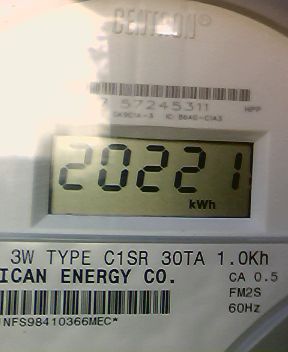 CENTRON®
57245311 HPP
20221
kWh
3W TYPE C1SR 30TA 1.0Kh
ICAN ENERGY CO. CA 0.5
FM2S
NFS98410366MEC* 60Hz